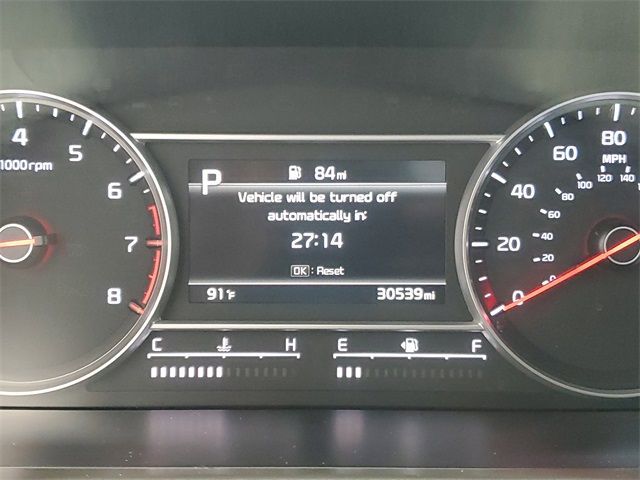 4
5
6
7
8
1000rpm
P
84mi
Vehicle will be turned off
automatically in:
27:14
OK : Reset
91°F
30539mi
C H
E F
0
20
40
60
80
MPH
0
40
60
80
100
120
140